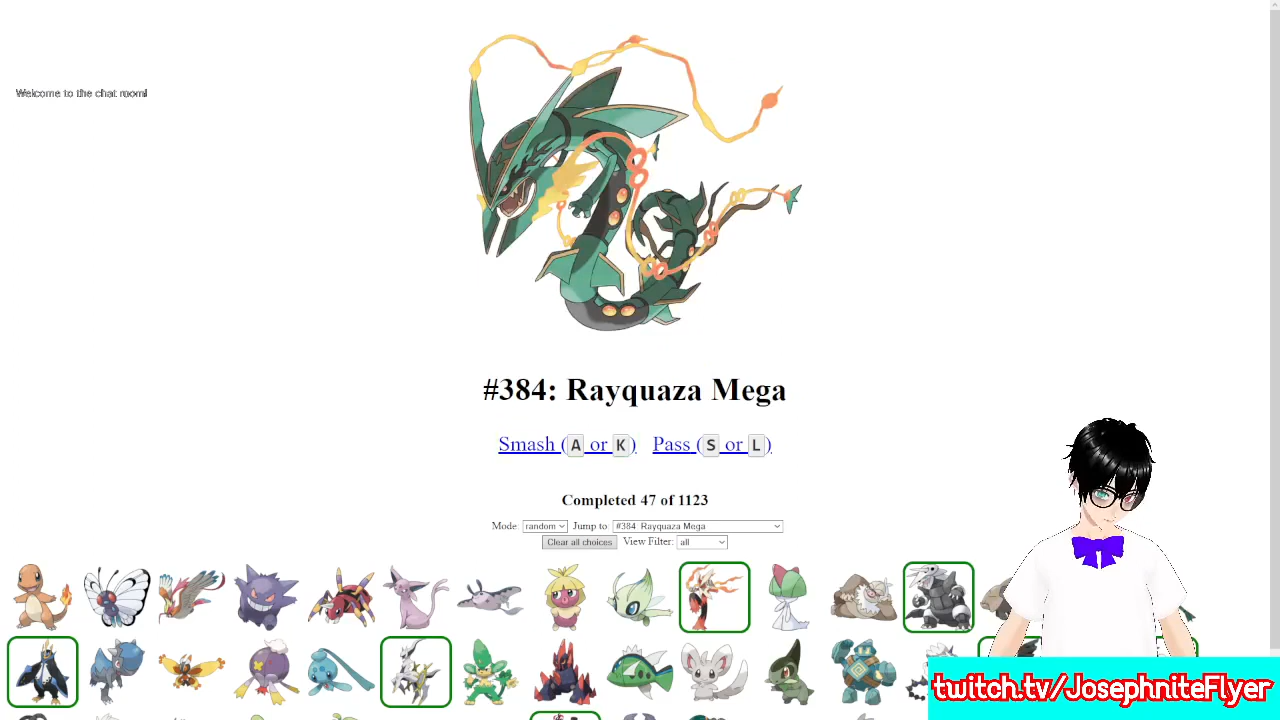 Welcome to the chat room!
#384: Rayquaza Mega
Smash (A or K) Pass (S or L)
Completed 47 of 1123
Mode: random Jump to: #384 Rayquaza Mega
Clear all choices View Filter: all
twitch.tv/JosephniteFlyer